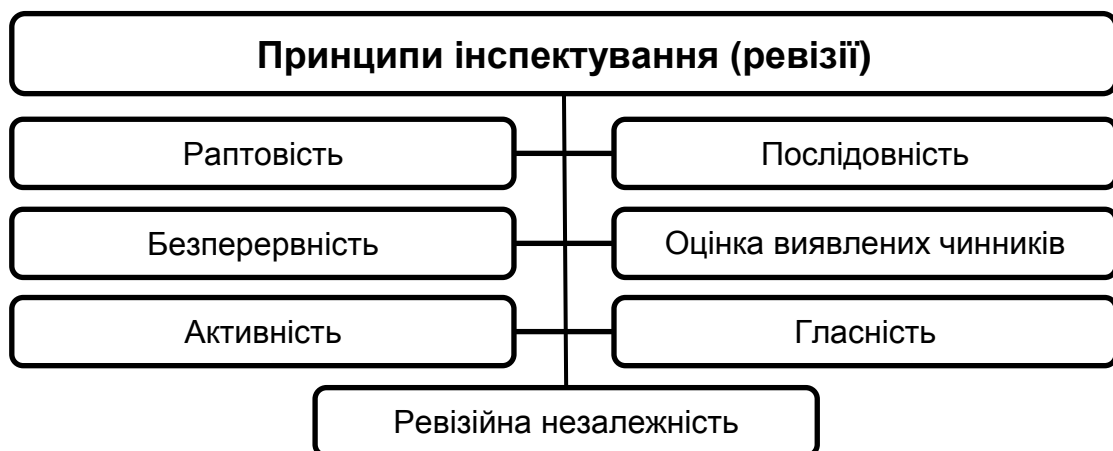 Принципи інспектування (ревізії)
Раптовість
Послідовність
Безперервність
Оцінка виявлених чинників
Активність
Гласність
Ревізійна незалежність